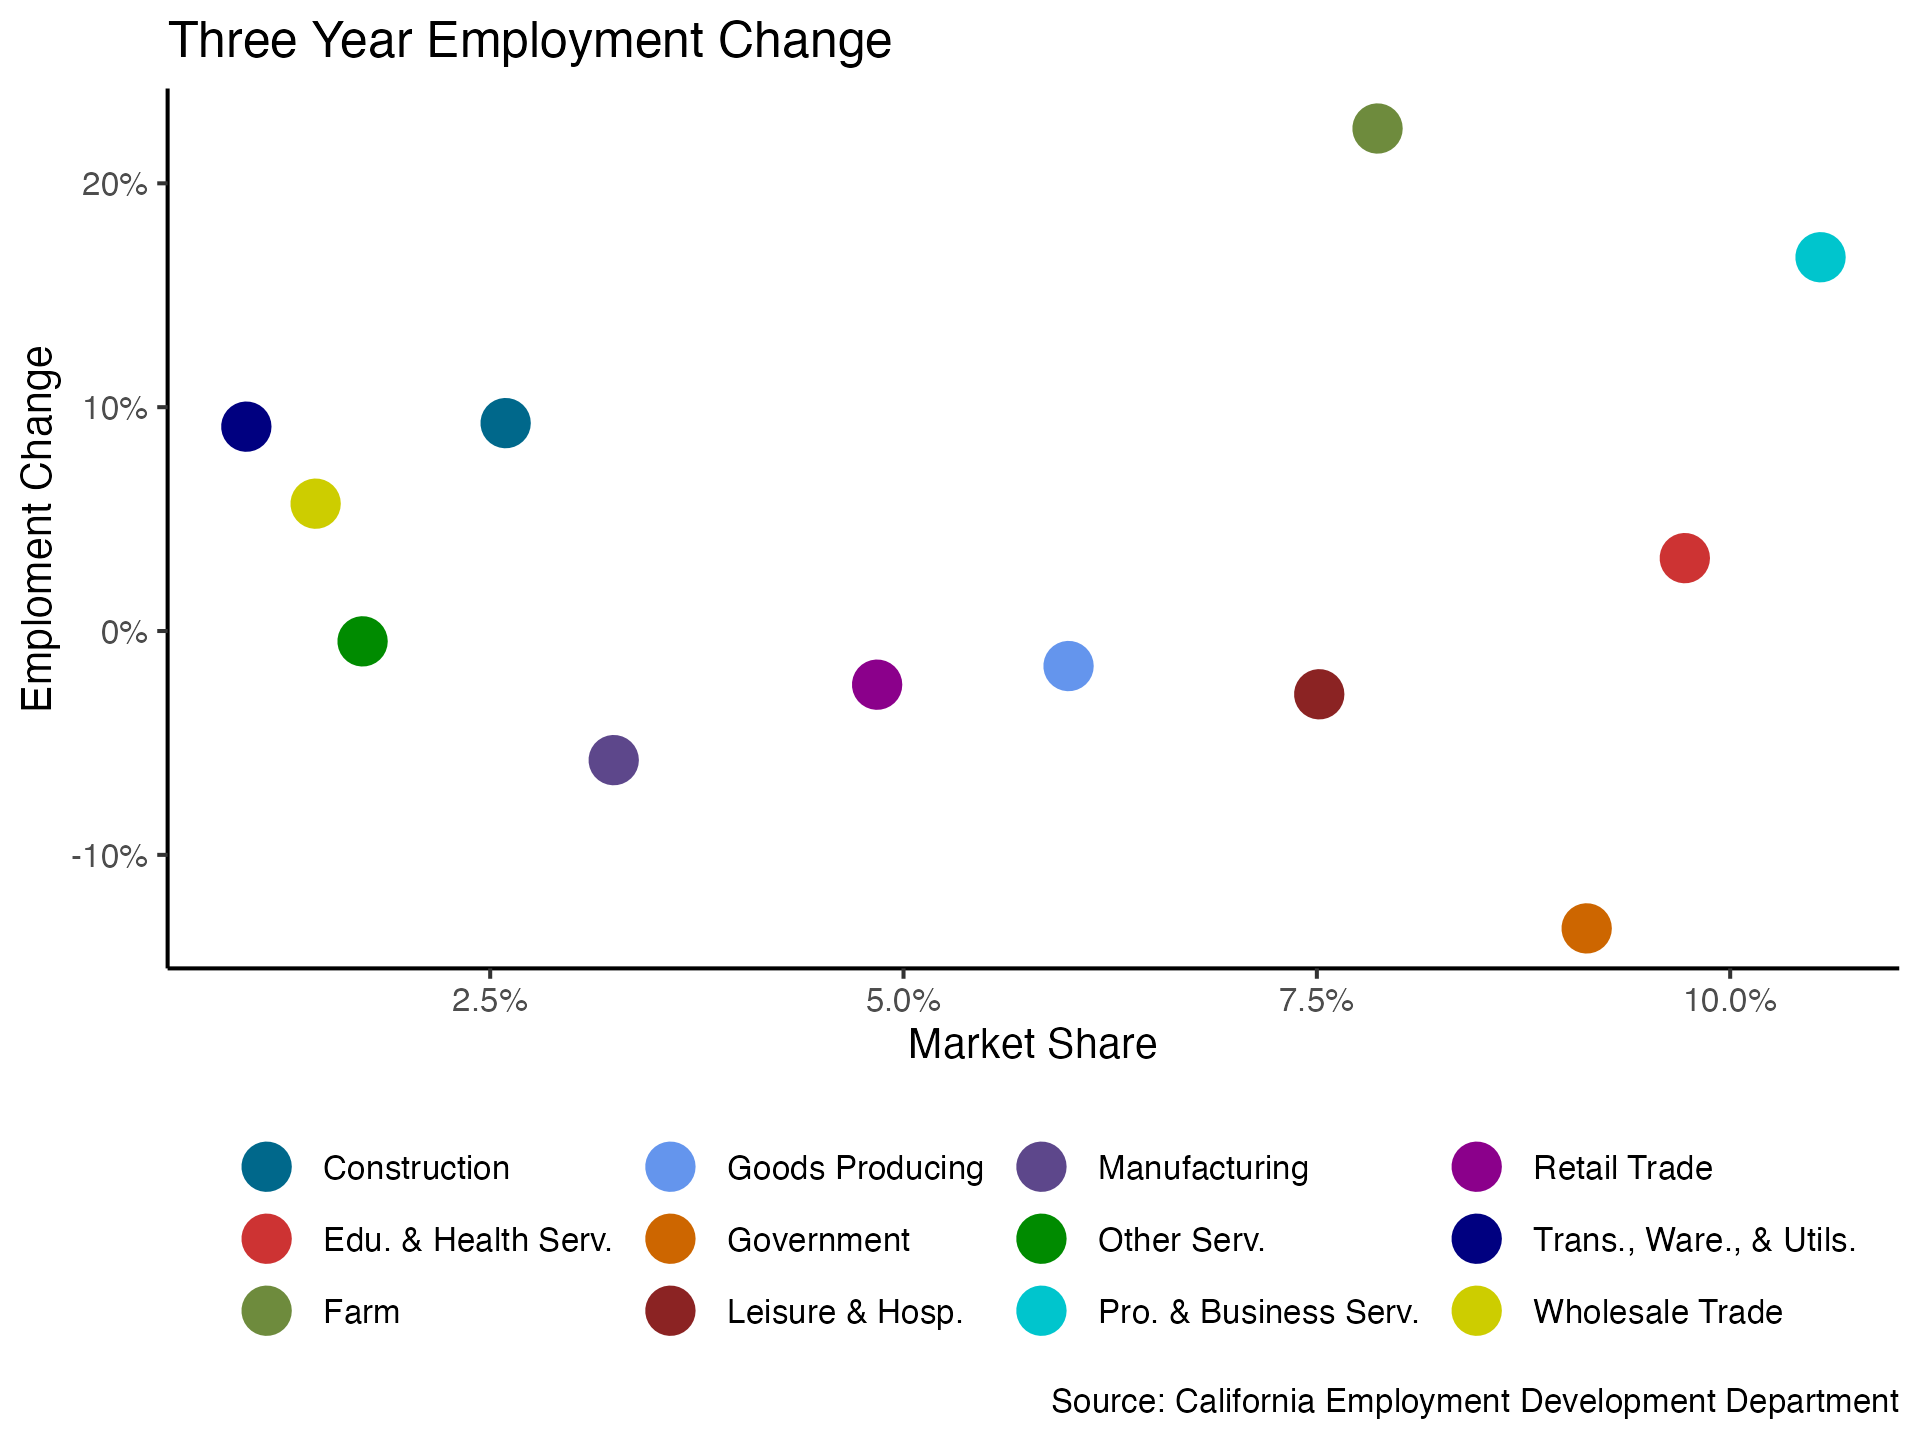 Three Year Employment Change
Emploment Change
20%
10%
0%
-10%
2.5% 5.0% 7.5% 10.0%
Market Share
Construction Goods Producing Manufacturing Retail Trade
Edu. & Health Serv. Government Other Serv. Trans., Ware., & Utils.
Farm Leisure & Hosp. Pro. & Business Serv. Wholesale Trade
Source: California Employment Development Department